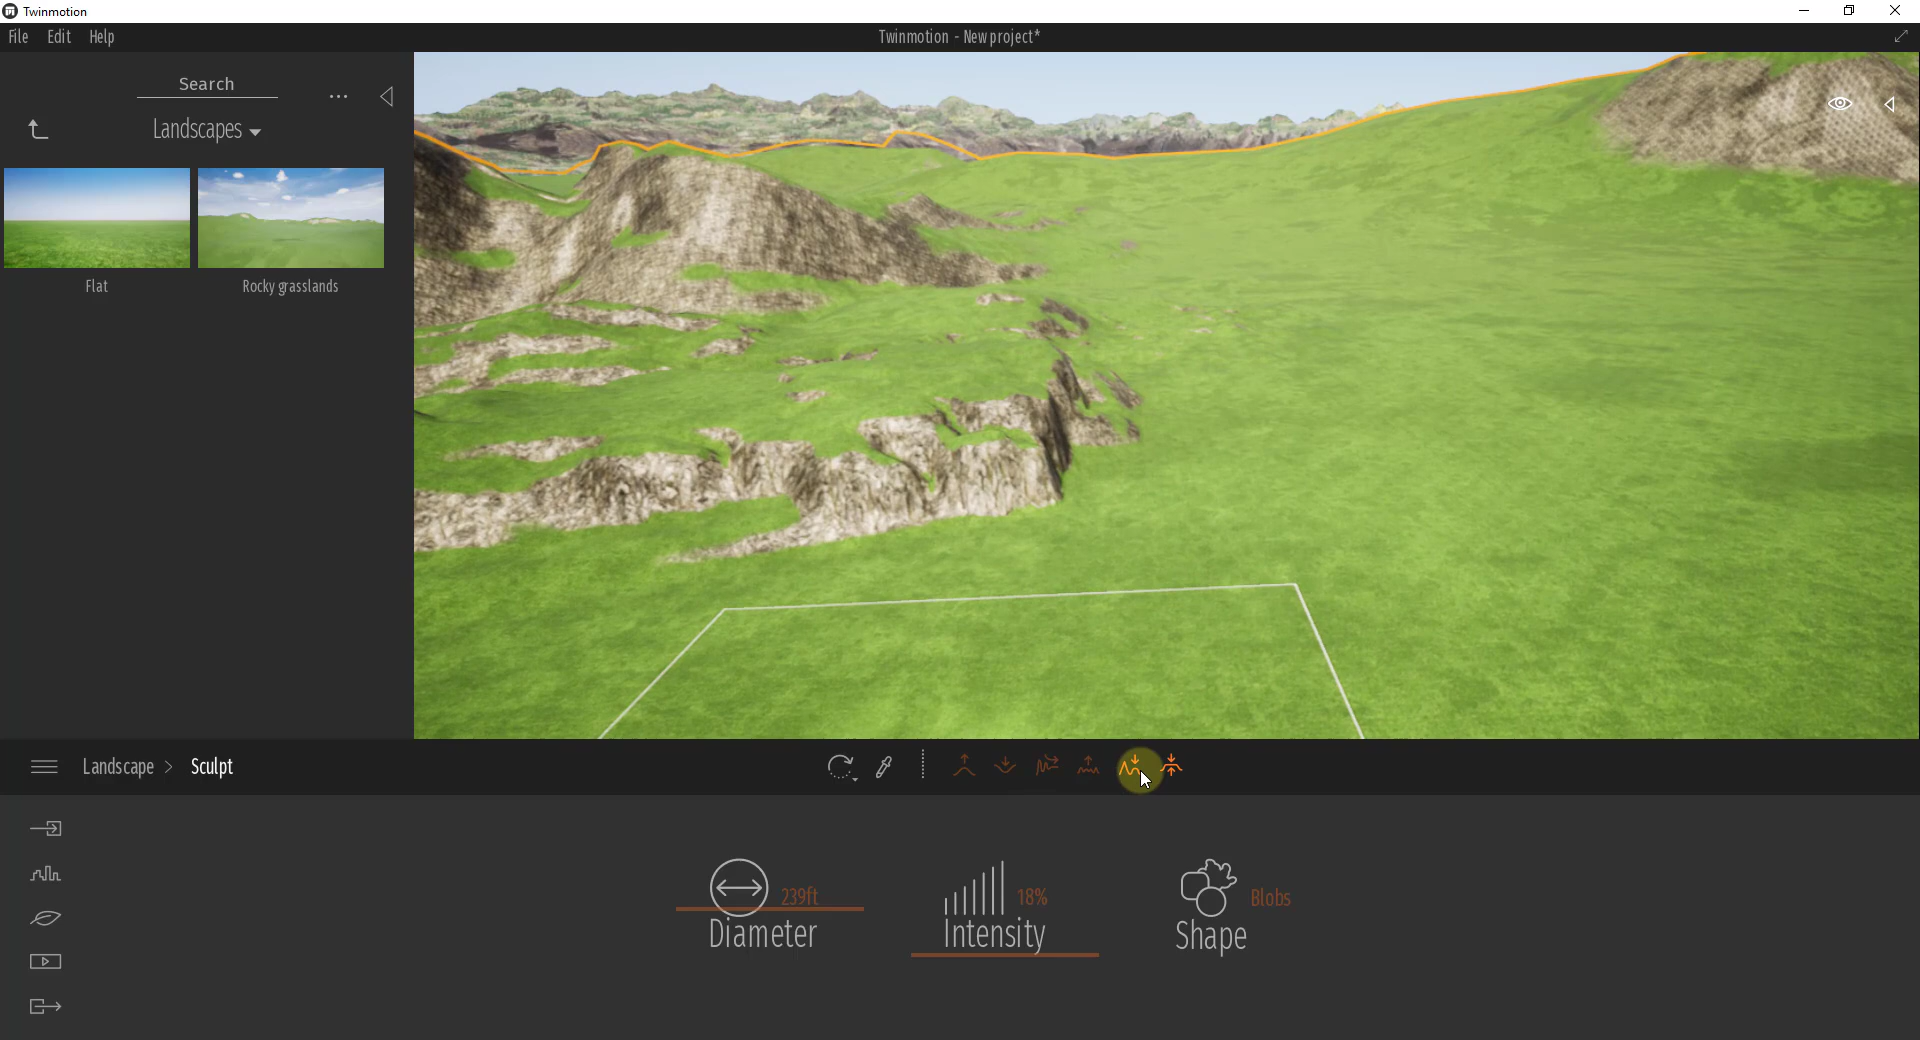 Twinmotion
File Edit Help
Twinmotion - New project*
Search
Landscapes
Flat
Rocky grasslands
Landscape > Sculpt
239ft
Diameter
18%
Intensity
Blobs
Shape